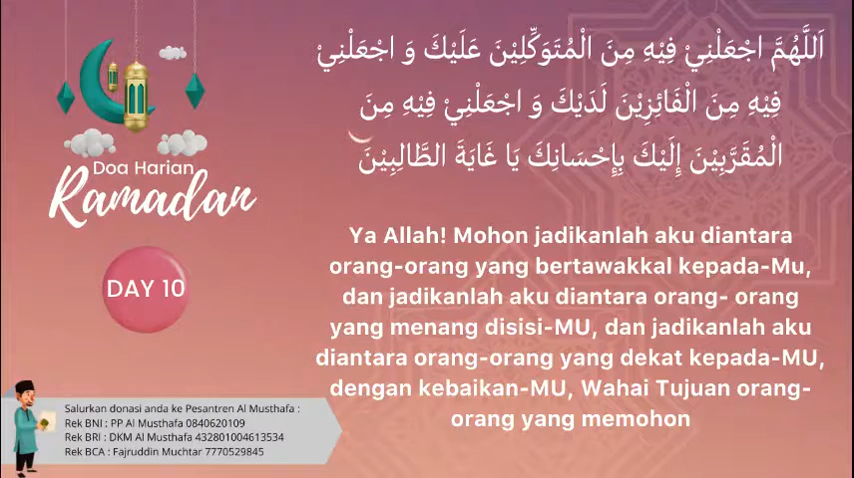 Doa Harian
Ramadan
DAY 10
اَللَّهُمَّ اجْعَلْنِيْ فِيْهِ مِنَ الْمُتَوَكِّلِيْنَ عَلَيْكَ وَ اجْعَلْنِيْ
فِيْهِ مِنَ الْفَائِزِيْنَ لَدَيْكَ وَ اجْعَلْنِيْ فِيْهِ مِنَ
الْمُقَرَّبِيْنَ إِلَيْكَ بِإِحْسَانِكَ يَا غَايَةَ الطَّالِبِيْنَ
Ya Allah! Mohon jadikanlah aku diantara
orang-orang yang bertawakkal kepada-Mu,
dan jadikanlah aku diantara orang- orang
yang menang disisi-MU, dan jadikanlah aku
diantara orang-orang yang dekat kepada-MU,
dengan kebaikan-MU, Wahai Tujuan orang-
orang yang memohon
Salurkan donasi anda ke Pesantren Al Musthafa :
Rek BNI : PP Al Musthafa 0840620109
Rek BRI : DKM Al Musthafa 432801004613534
Rek BCA : Fajruddin Muchtar 7770529845